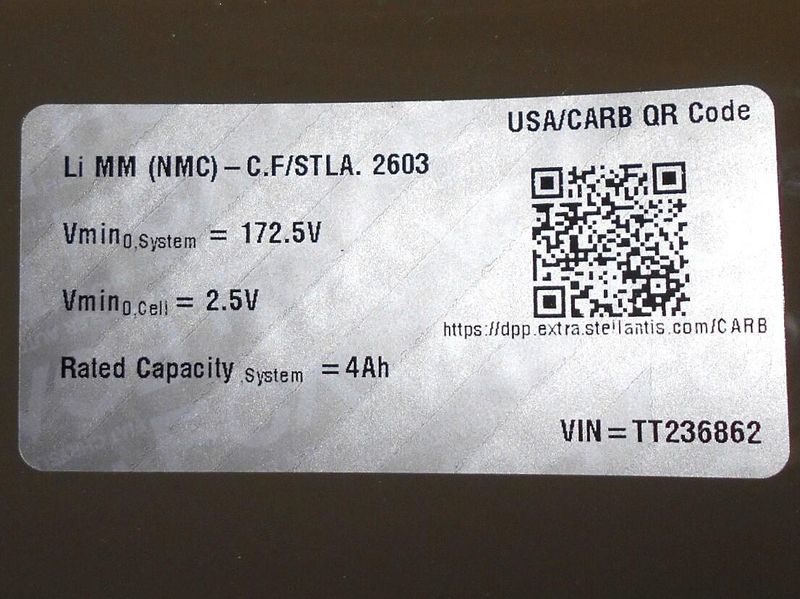 USA/CARB QR Code
Li MM (NMC) – C.F/STLA. 2603
Vmin0,System = 172.5V
Vmin0,Cell = 2.5V
https://dpp.extra.stellantis.com/CARB
Rated Capacity ,System = 4Ah
VIN = TT236862